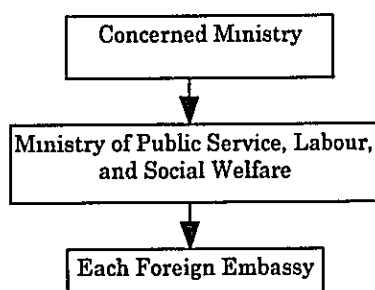 Concerned Ministry
Ministry of Public Service, Labour,
and Social Welfare
Each Foreign Embassy